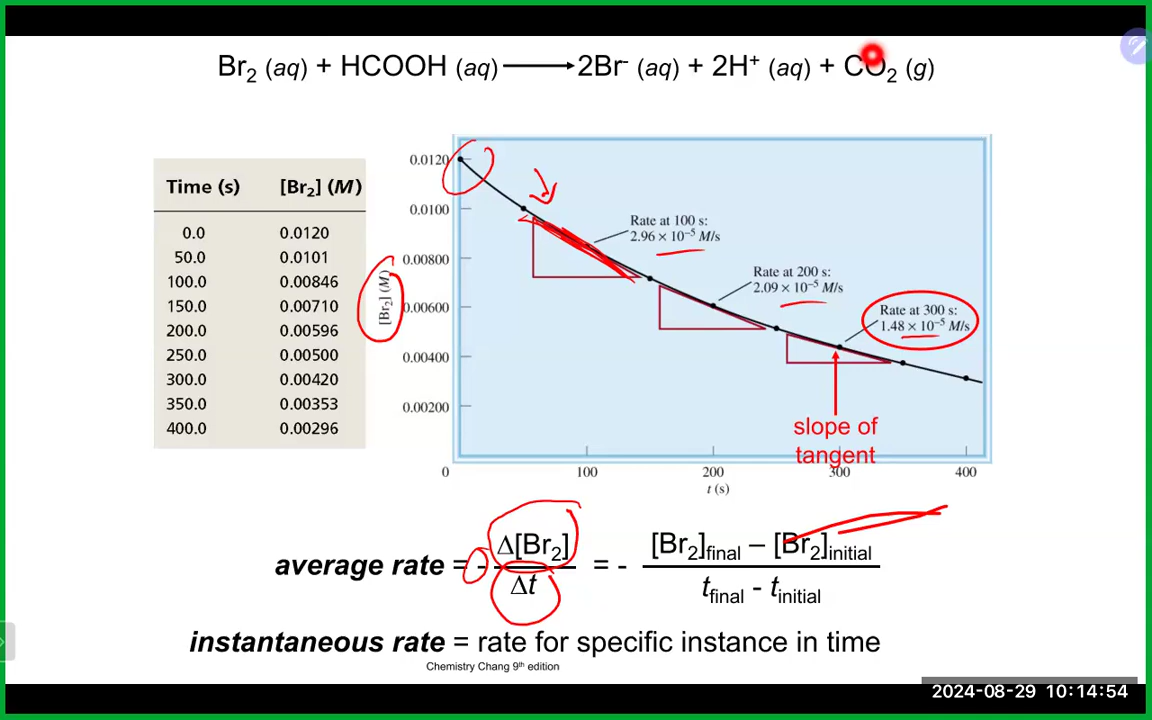 Br₂ (aq) + HCOOH (aq) ⟶ 2Br⁻ (aq) + 2H⁺ (aq) + CO₂ (g)
Time (s) [Br₂] (M)
0.0 0.0120
50.0 0.0101
100.0 0.00846
150.0 0.00710
200.0 0.00596
250.0 0.00500
300.0 0.00420
350.0 0.00353
400.0 0.00296
[Br₂] (M)
0.0120
0.0100
0.00800
0.00600
0.00400
0.00200
0 100 200 300 400
t (s)
Rate at 100 s:
2.96 × 10⁻⁵ M/s
Rate at 200 s:
2.09 × 10⁻⁵ M/s
Rate at 300 s:
1.48 × 10⁻⁵ M/s
slope of
tangent
average rate = - Δ[Br₂] / Δt = - [Br₂]final – [Br₂]initial / tfinal - tinitial
instantaneous rate = rate for specific instance in time
Chemistry Chang 9th edition
2024-08-29 10:14:54